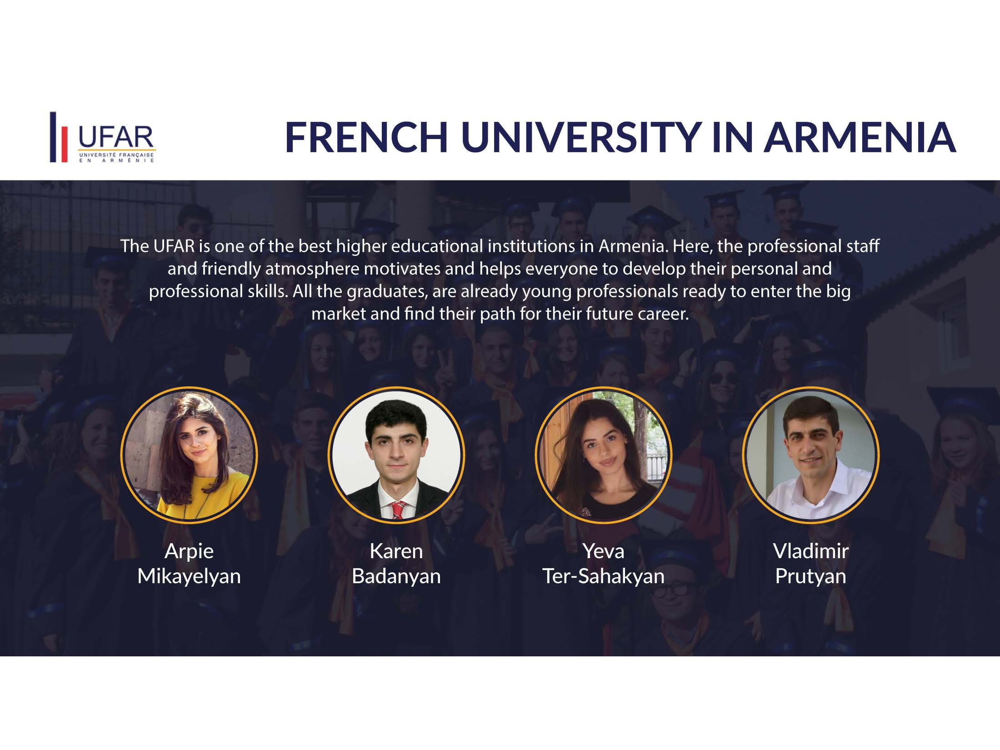 UFAR
UNIVERSITÉ FRANÇAISE
EN ARMÉNIE
FRENCH UNIVERSITY IN ARMENIA
The UFAR is one of the best higher educational institutions in Armenia. Here, the professional staff
and friendly atmosphere motivates and helps everyone to develop their personal and
professional skills. All the graduates, are already young professionals ready to enter the big
market and find their path for their future career.
Arpie
Mikayelyan
Karen
Badanyan
Yeva
Ter-Sahakyan
Vladimir
Prutyan